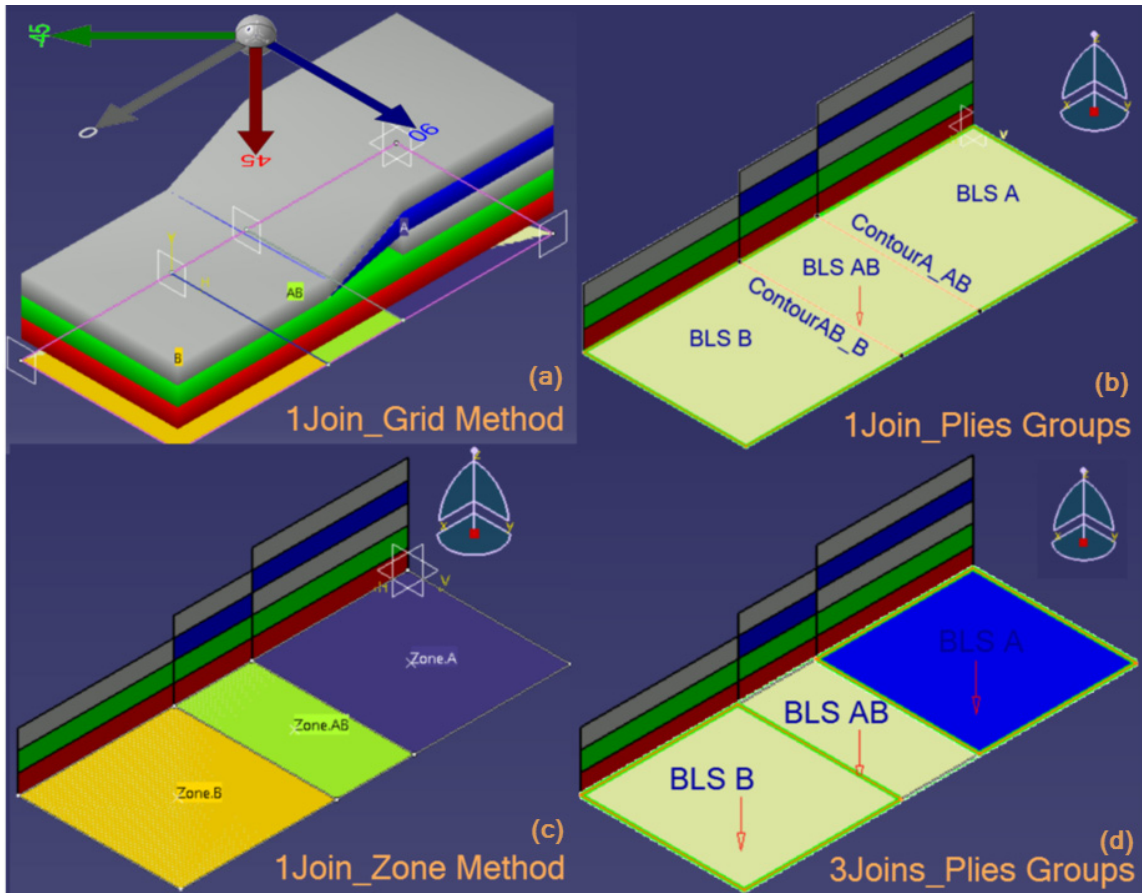 -45
0
45
90
Y
H
A
AB
B
(a)
1Join_Grid Method
Z
X
Y
V
BLS A
ContourA_AB
BLS AB
ContourAB_B
BLS B
(b)
1Join_Plies Groups
Z
X
Y
H
V
Zone.A
Zone.AB
Zone.B
(c)
1Join_Zone Method
Z
X
Y
BLS A
BLS AB
BLS B
(d)
3Joins_Plies Groups